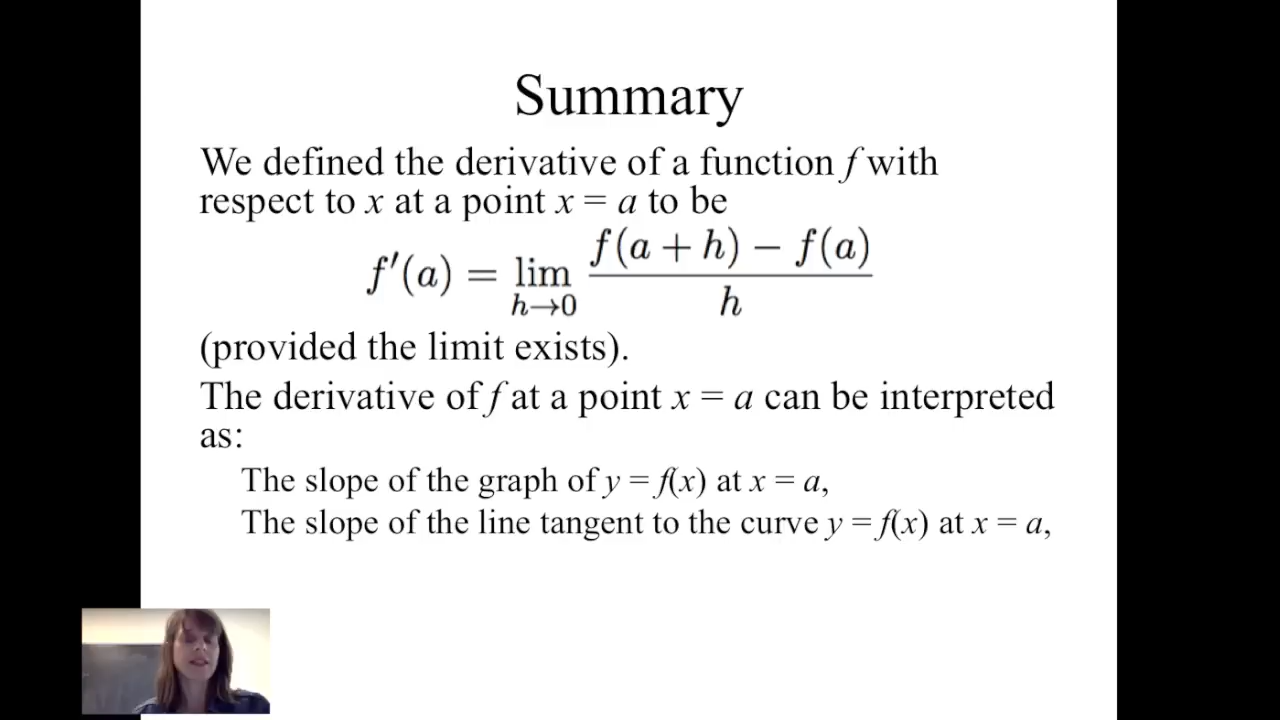 Summary
We defined the derivative of a function f with
respect to x at a point x = a to be
f′(a) = lim h→0 f(a + h) − f(a) / h
(provided the limit exists).
The derivative of f at a point x = a can be interpreted
as:
The slope of the graph of y = f(x) at x = a,
The slope of the line tangent to the curve y = f(x) at x = a,